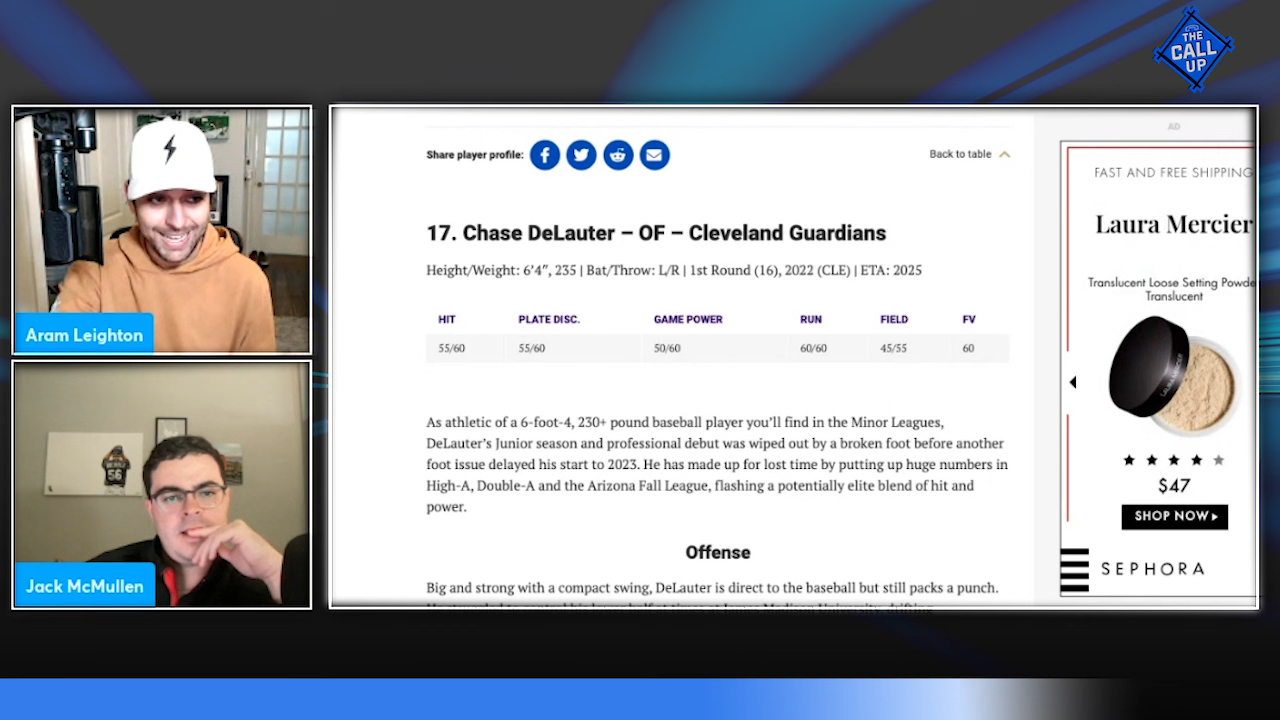 THE
CALL
UP
Aram Leighton
56
Jack McMullen
Share player profile:
Back to table
17. Chase DeLauter – OF – Cleveland Guardians
Height/Weight: 6'4″, 235 | Bat/Throw: L/R | 1st Round (16), 2022 (CLE) | ETA: 2025
HIT PLATE DISC. GAME POWER RUN FIELD FV
55/60 55/60 50/60 60/60 45/55 60
As athletic of a 6-foot-4, 230+ pound baseball player you'll find in the Minor Leagues,
DeLauter's Junior season and professional debut was wiped out by a broken foot before another
foot issue delayed his start to 2023. He has made up for lost time by putting up huge numbers in
High-A, Double-A and the Arizona Fall League, flashing a potentially elite blend of hit and
power.
Offense
Big and strong with a compact swing, DeLauter is direct to the baseball but still packs a punch.
AD
FAST AND FREE SHIPPING
Laura Mercier
Translucent Loose Setting Powde
Translucent
LAURA MERCIER
$47
SHOP NOW
SEPHORA